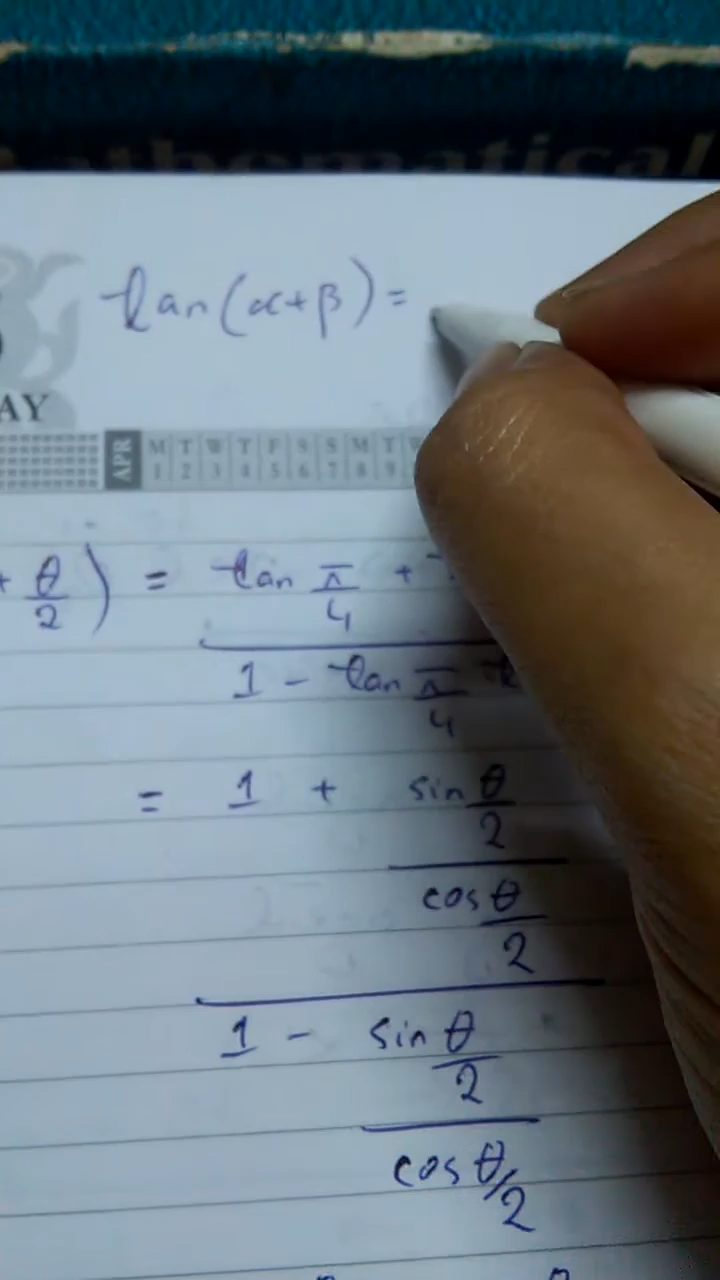 tan(α+β)=
AY
APR M T W T F S S M T
1 2 3 4 5 6 7 8 9
+ θ/2) = tan π/4 +
1 - tan π/4
= 1 + sin θ/2
cos θ/2
1 - sin θ/2
cos θ/2